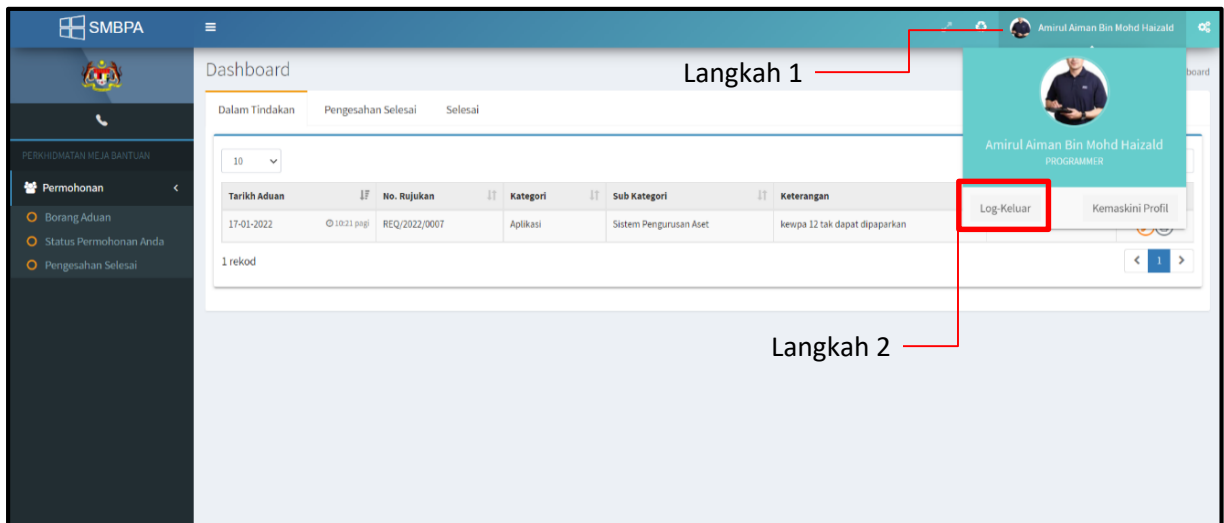 SMBPA
Amirul Aiman Bin Mohd Haizald
Dashboard
Langkah 1
board
Dalam Tindakan Pengesahan Selesai Selesai
Amirul Aiman Bin Mohd Haizald
PROGRAMMER
PERKHIDMATAN MEJA BANTUAN
10
Permohonan
Tarikh Aduan No. Rujukan Kategori Sub Kategori Keterangan
Log-Keluar Kemaskini Profil
Borang Aduan
17-01-2022 10:21 pagi REQ/2022/0007 Aplikasi Sistem Pengurusan Aset kewpa 12 tak dapat dipaparkan
Status Permohonan Anda
Pengesahan Selesai
1 rekod
1
Langkah 2